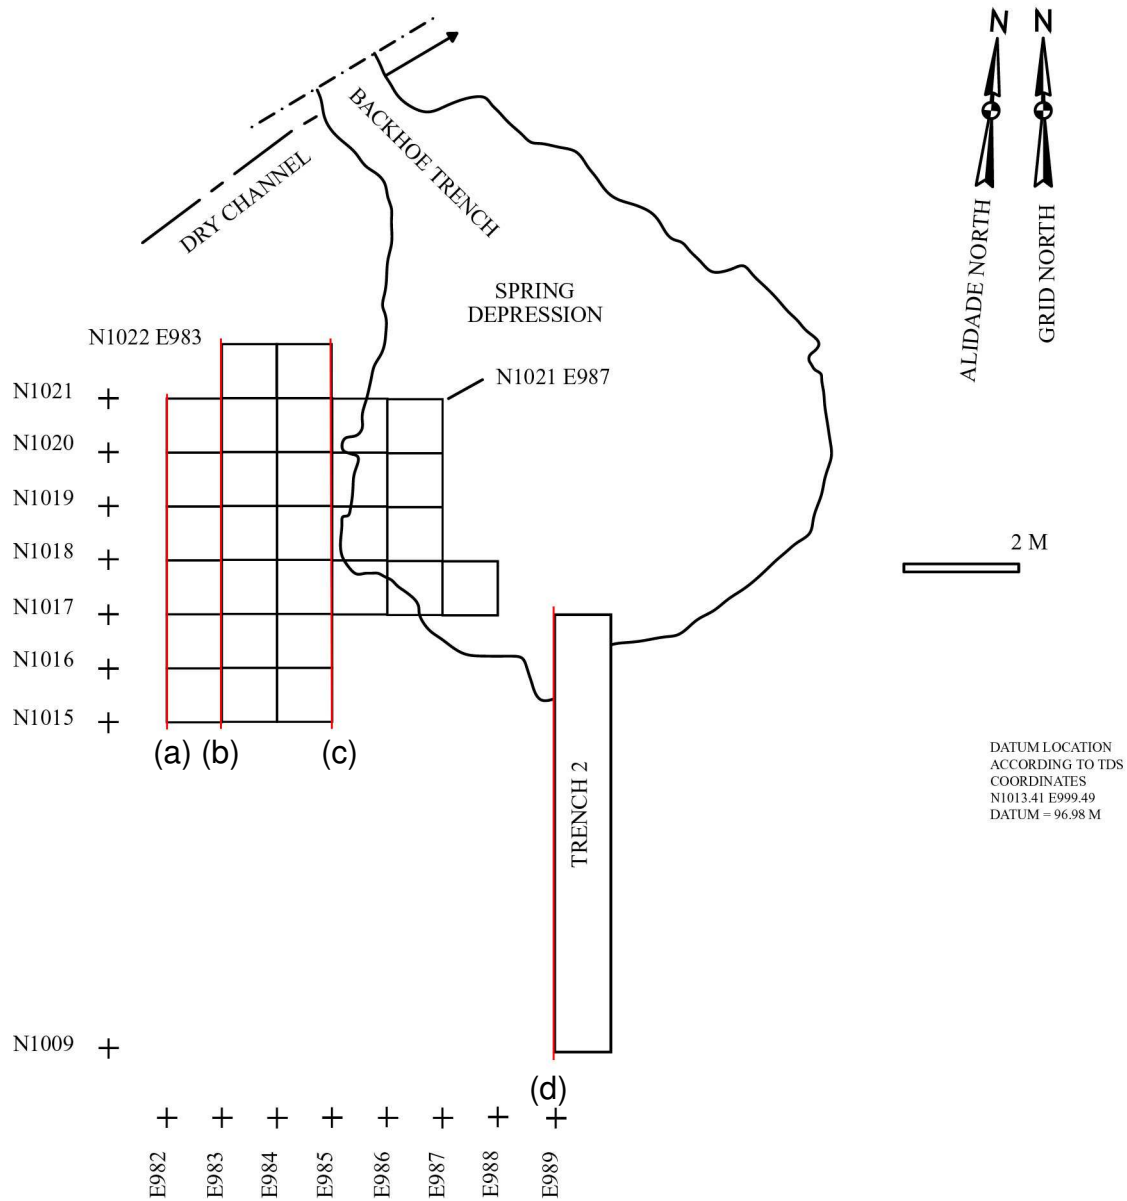 N N
BACKHOE TRENCH
DRY CHANNEL
ALIDADE NORTH
GRID NORTH
SPRING
DEPRESSION
N1022 E983
N1021 E987
N1021
N1020
N1019
N1018
N1017
N1016
N1015
2 M
(a) (b) (c)
DATUM LOCATION
ACCORDING TO TDS
COORDINATES
N1013.41 E999.49
DATUM = 96.98 M
TRENCH 2
N1009
(d)
E982 E983 E984 E985 E986 E987 E988 E989